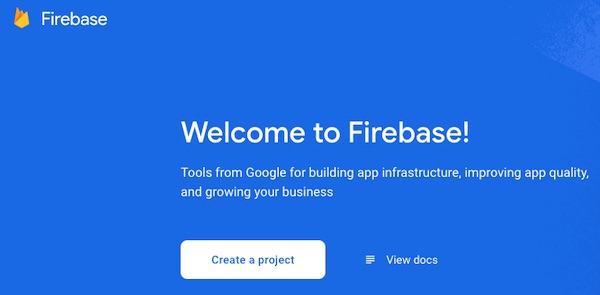 Firebase
Welcome to Firebase!
Tools from Google for building app infrastructure, improving app quality,
and growing your business
Create a project
View docs